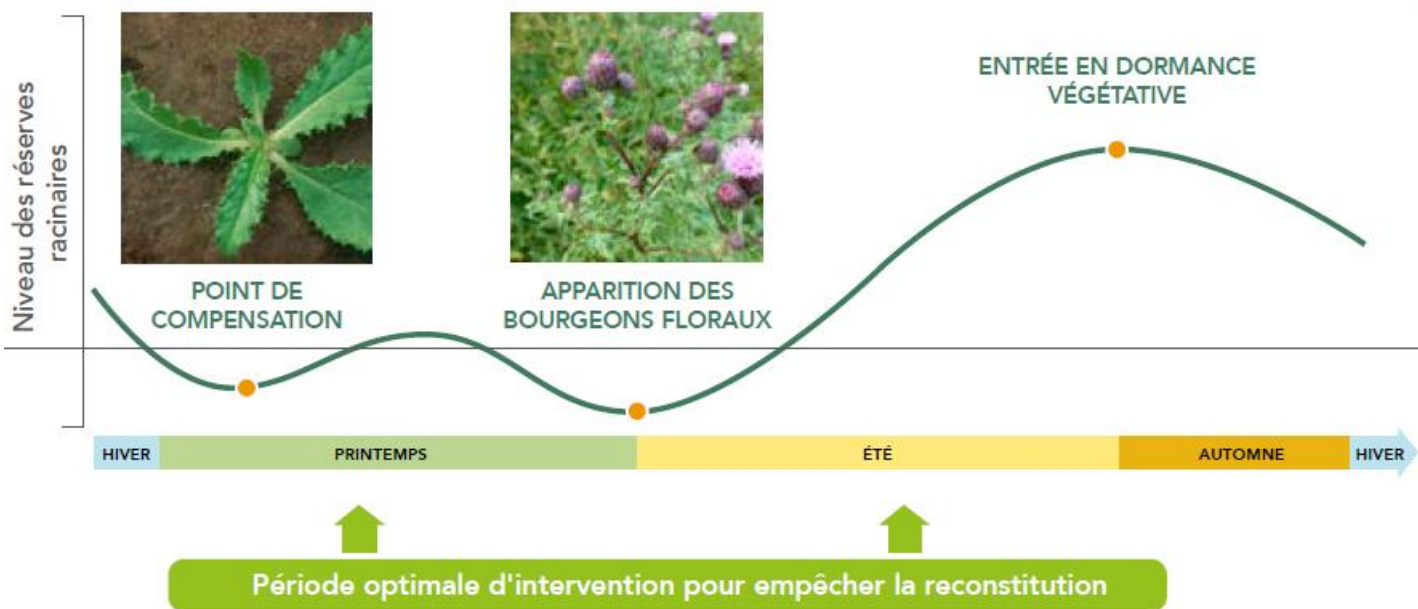 Niveau des réserves
racinaires
POINT DE
COMPENSATION
APPARITION DES
BOURGEONS FLORAUX
ENTRÉE EN DORMANCE
VÉGÉTATIVE
HIVER
PRINTEMPS
ÉTÉ
AUTOMNE
HIVER
Période optimale d'intervention pour empêcher la reconstitution